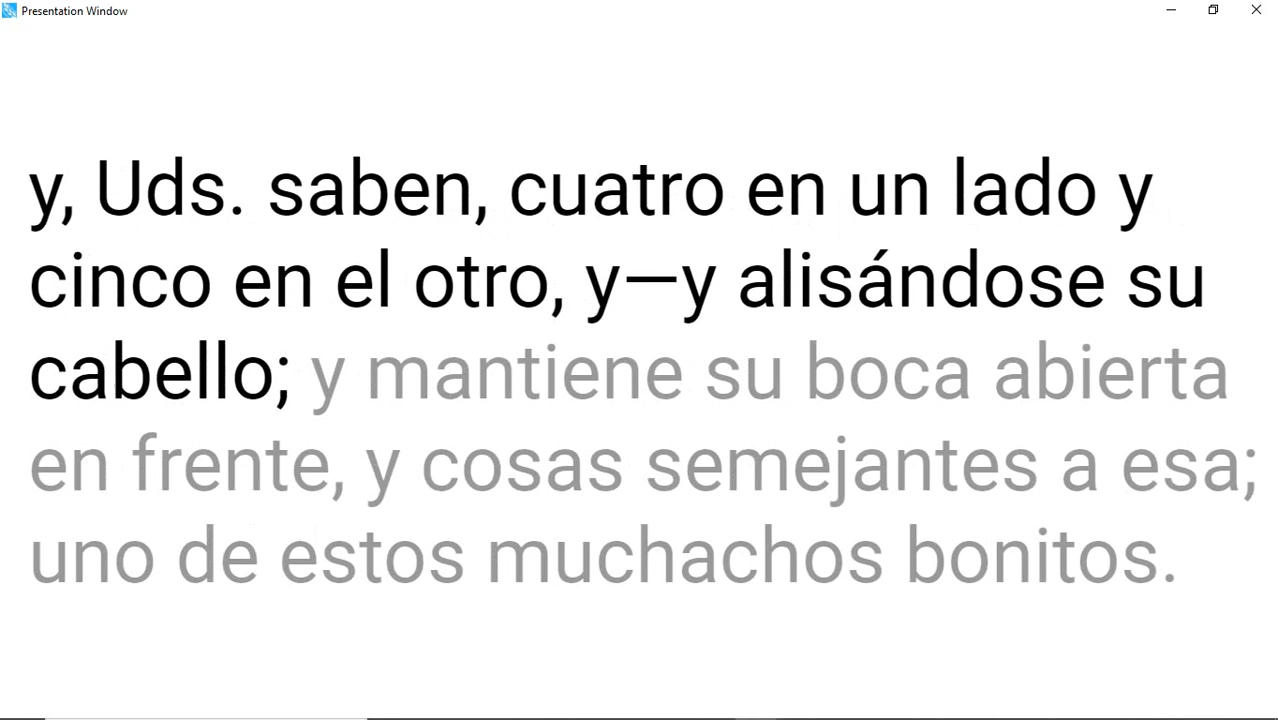 Presentation Window
y, Uds. saben, cuatro en un lado y
cinco en el otro, y—y alisándose su
cabello; y mantiene su boca abierta
en frente, y cosas semejantes a esa;
uno de estos muchachos bonitos.